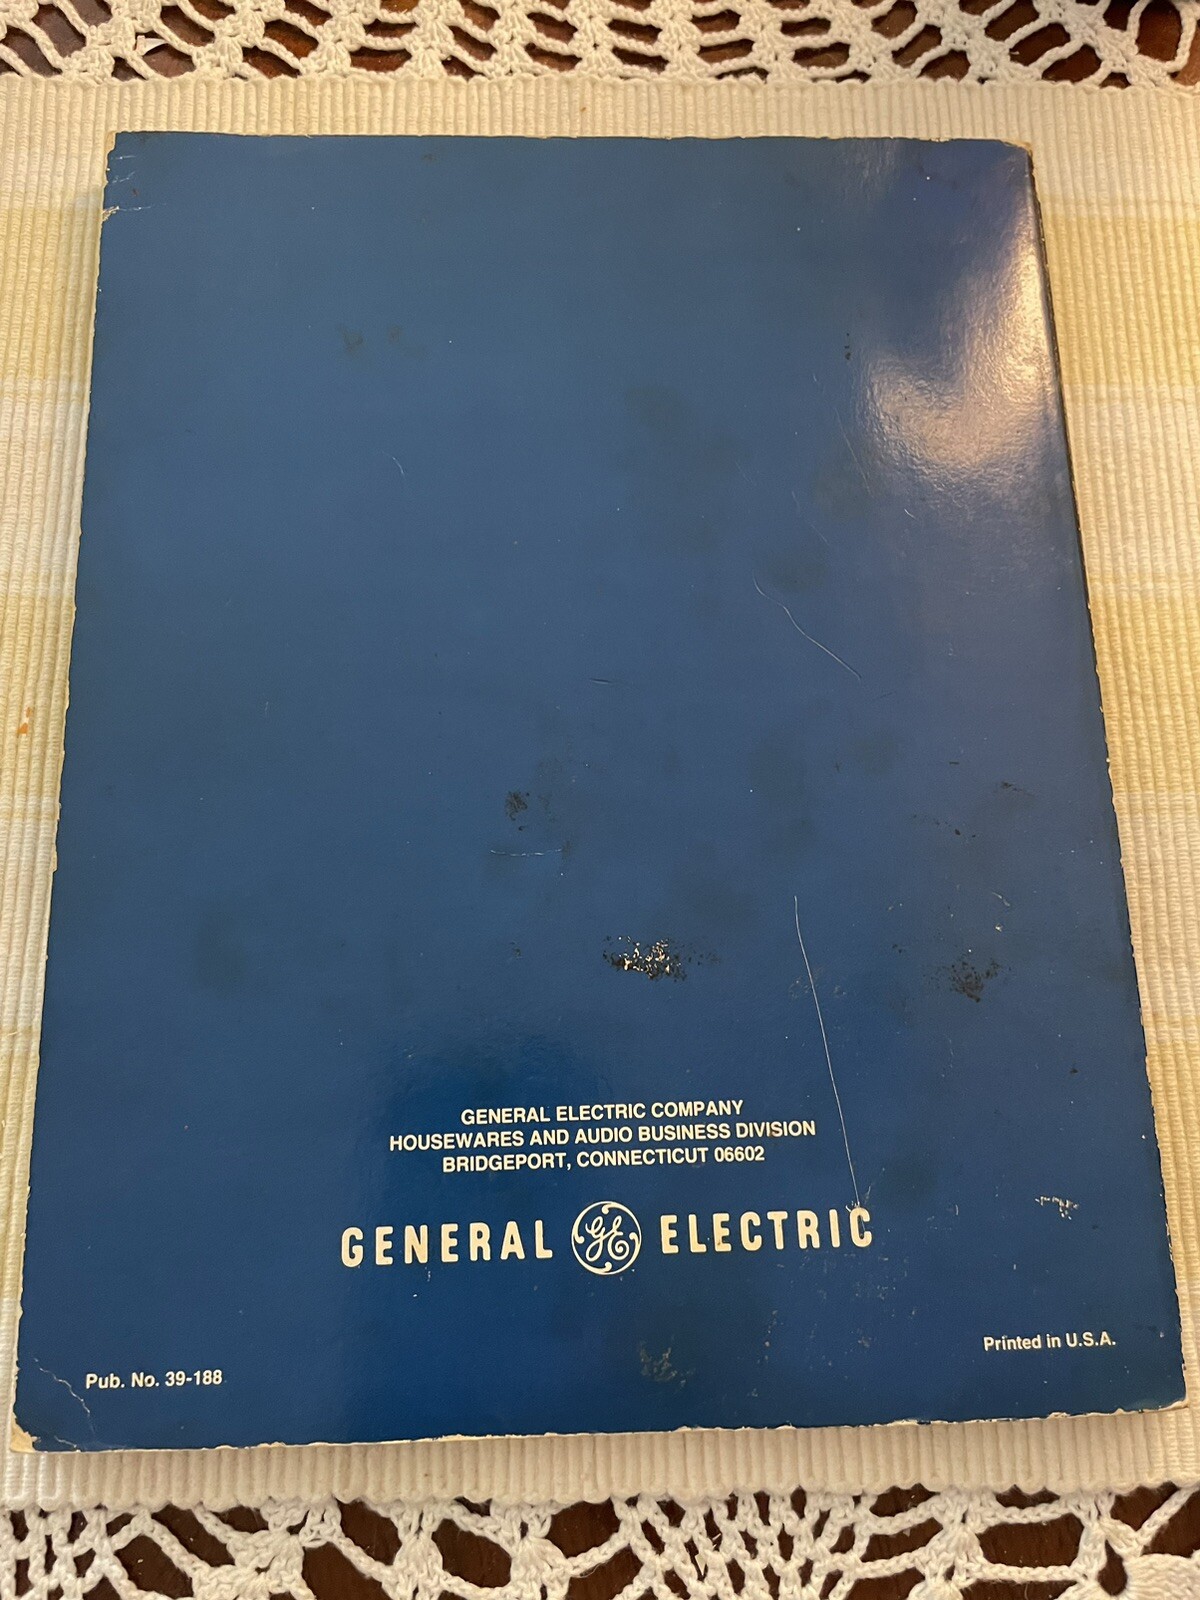 GENERAL ELECTRIC COMPANY
HOUSEWARES AND AUDIO BUSINESS DIVISION
BRIDGEPORT, CONNECTICUT 06602
GENERAL GE ELECTRIC
Printed in U.S.A.
Pub. No. 39-188